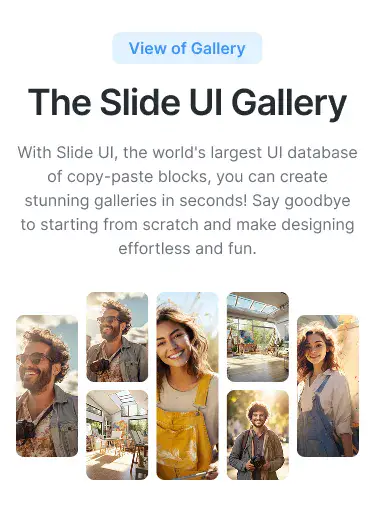 View of Gallery
The Slide UI Gallery
With Slide UI, the world's largest UI database
of copy-paste blocks, you can create
stunning galleries in seconds! Say goodbye
to starting from scratch and make designing
effortless and fun.